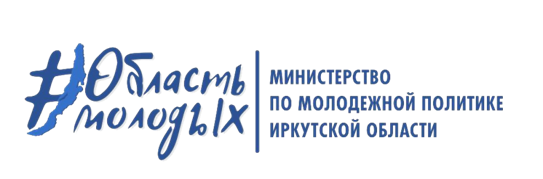 #Область
молодых
МИНИСТЕРСТВО
ПО МОЛОДЕЖНОЙ ПОЛИТИКЕ
ИРКУТСКОЙ ОБЛАСТИ